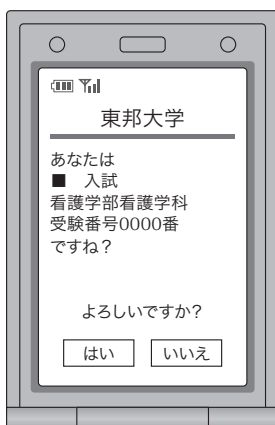 東邦大学
あなたは
■　入試
看護学部看護学科
受験番号0000番
ですね？
よろしいですか?
はい
いいえ